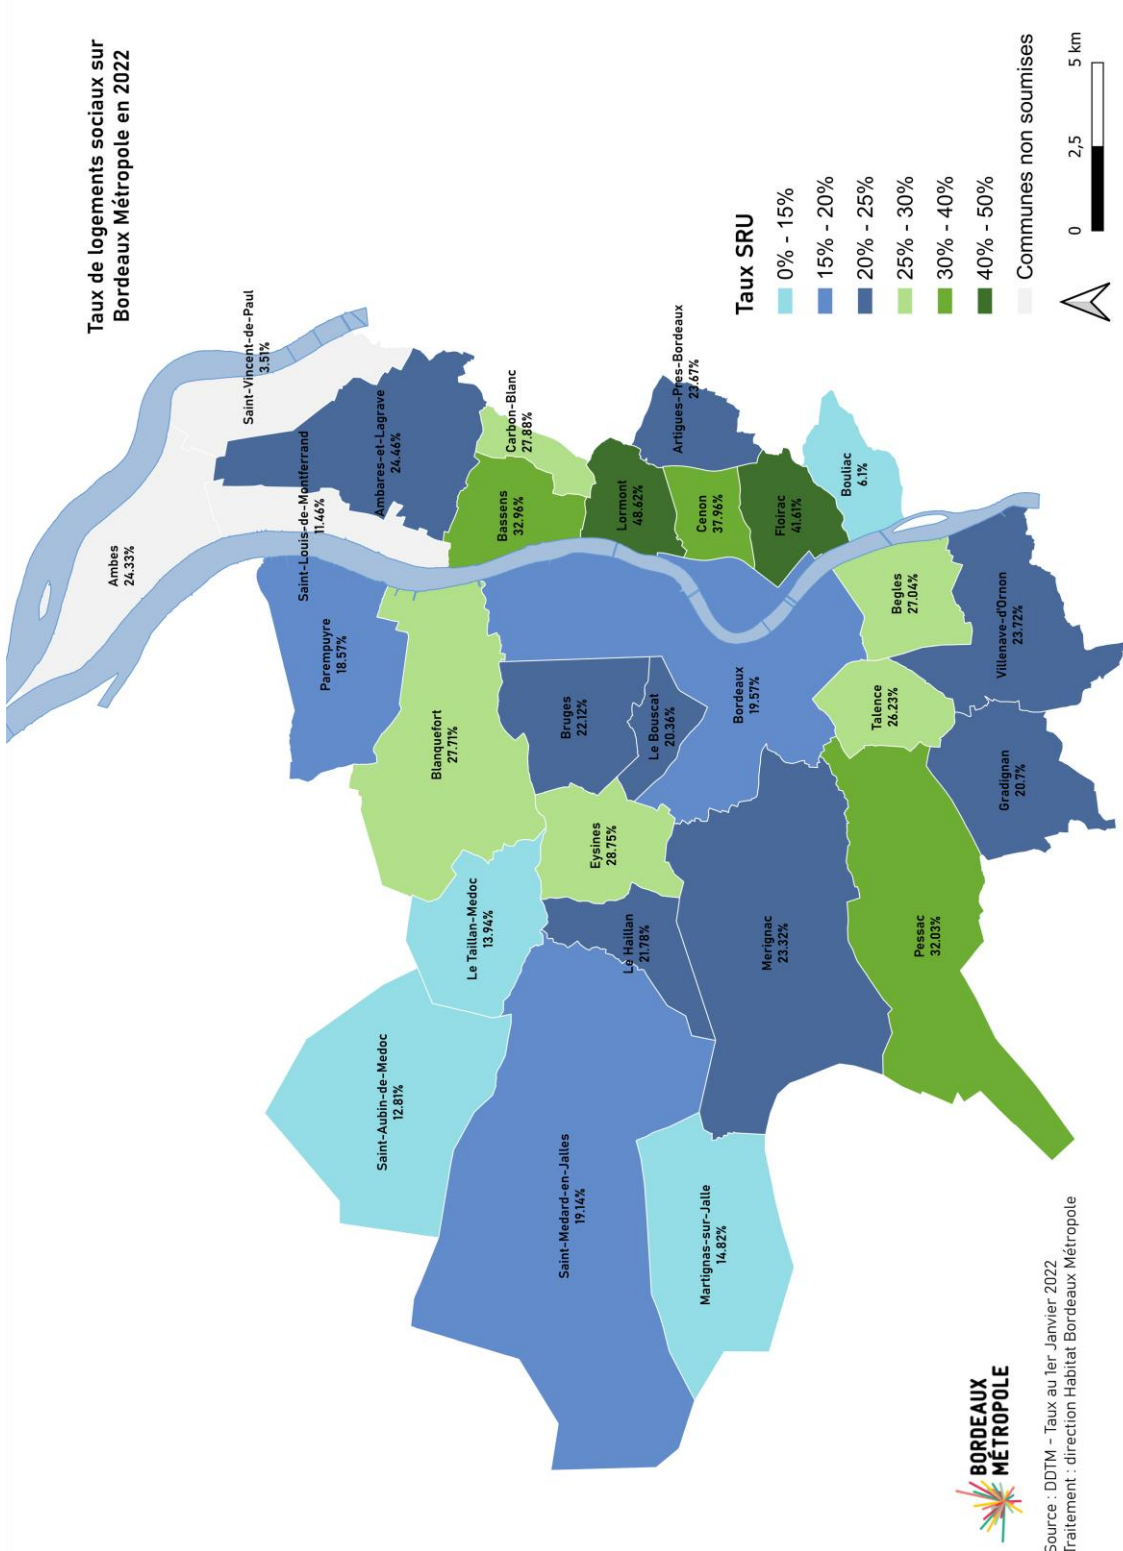 Taux de logements sociaux sur
Bordeaux Métropole en 2022
Saint-Vincent-de-Paul
3.51%
Ambes
24.33%
Saint-Louis-de-Montferrand
11.46%
Ambares-et-Lagrave
24.46%
Parempuyre
18.57%
Carbon-Blanc
27.88%
Bassens
32.96%
Blanquefort
27.71%
Saint-Aubin-de-Medoc
12.81%
Le Taillan-Medoc
13.94%
Bruges
22.12%
Lormont
48.62%
Eysines
28.75%
Le Bouscat
20.36%
Artigues-Pres-Bordeaux
23.67%
Cenon
37.96%
Saint-Medard-en-Jalles
19.14%
Le Haillan
21.78%
Bordeaux
19.57%
Floirac
41.61%
Martignas-sur-Jalle
14.82%
Merignac
23.32%
Bouliac
6.1%
Talence
26.23%
Begles
27.04%
Pessac
32.03%
Gradignan
20.7%
Villenave-d'Ornon
23.72%
Taux SRU
0% - 15%
15% - 20%
20% - 25%
25% - 30%
30% - 40%
40% - 50%
Communes non soumises
0 2,5 5 km
BORDEAUX
MÉTROPOLE
Source : DDTM - Taux au 1er Janvier 2022
Traitement : direction Habitat Bordeaux Métropole